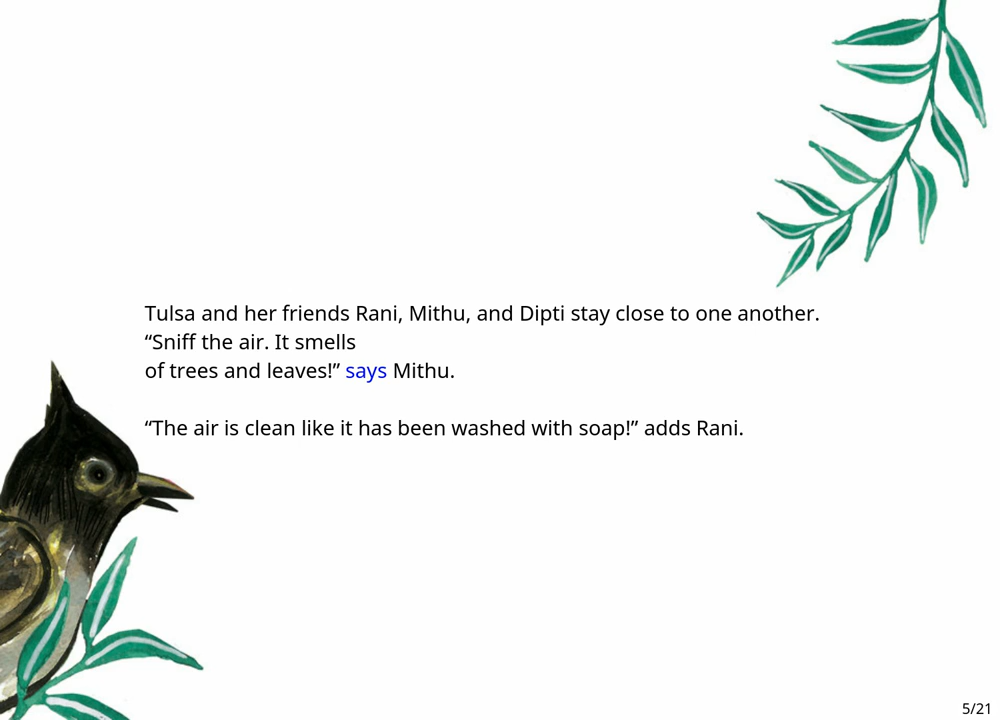 Tulsa and her friends Rani, Mithu, and Dipti stay close to one another.
“Sniff the air. It smells
of trees and leaves!” says Mithu.
“The air is clean like it has been washed with soap!” adds Rani.
5/21